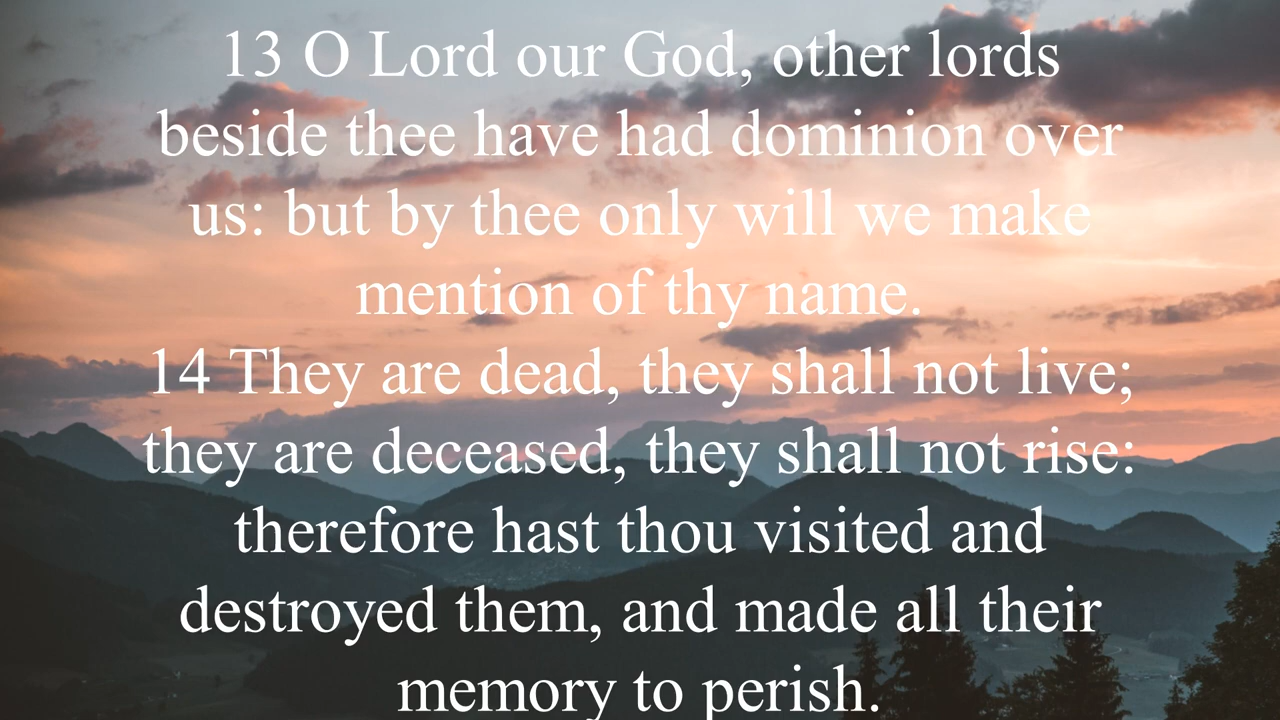 13 O Lord our God, other lords
beside thee have had dominion over
us: but by thee only will we make
mention of thy name.
14 They are dead, they shall not live;
they are deceased, they shall not rise:
therefore hast thou visited and
destroyed them, and made all their
memory to perish.